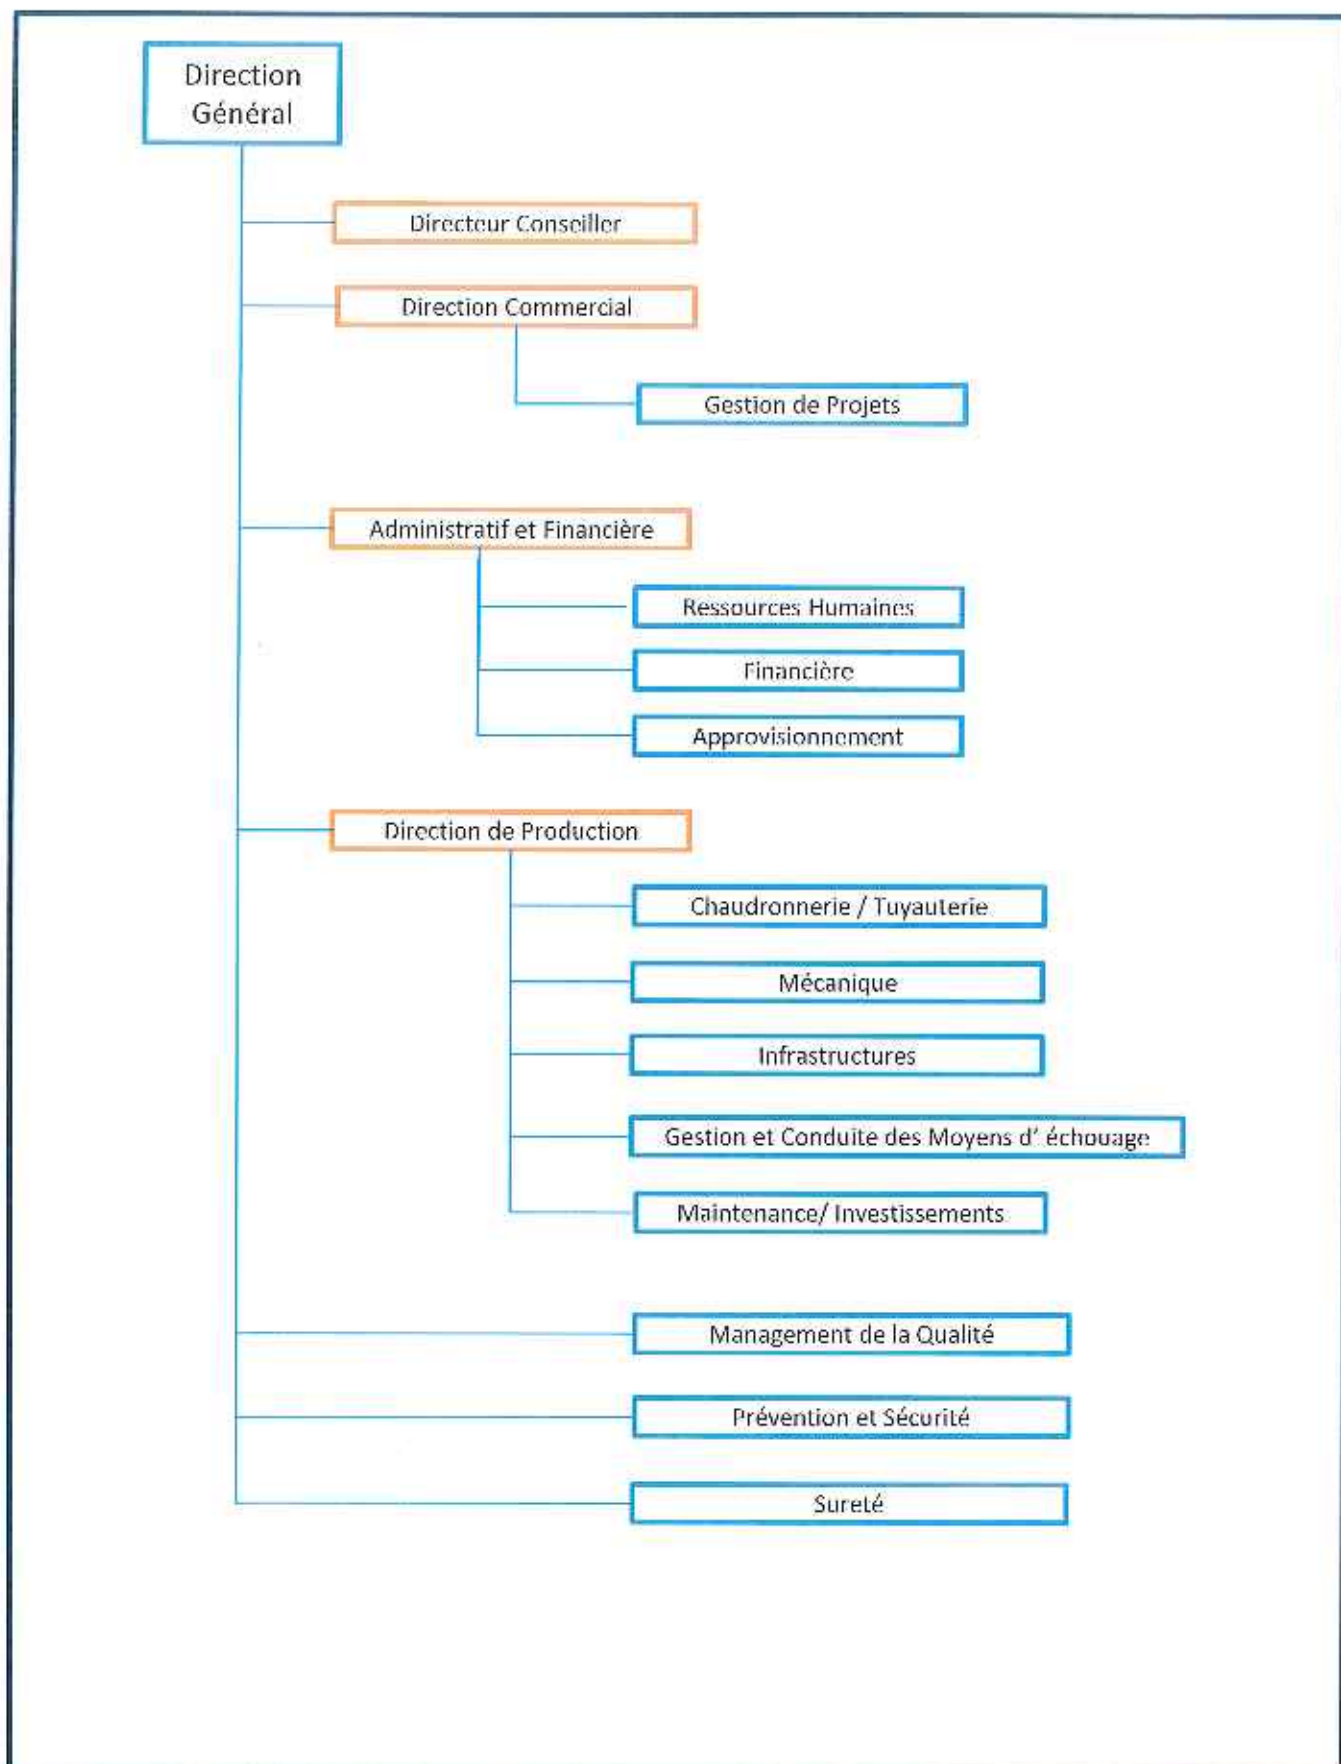 Direction
Général
Directeur Conseiller
Direction Commercial
Gestion de Projets
Administratif et Financière
Ressources Humaines
Financière
Approvisionnement
Direction de Production
Chaudronnerie / Tuyauterie
Mécanique
Infrastructures
Gestion et Conduite des Moyens d' échouage
Maintenance/ Investissements
Management de la Qualité
Prévention et Sécurité
Sureté